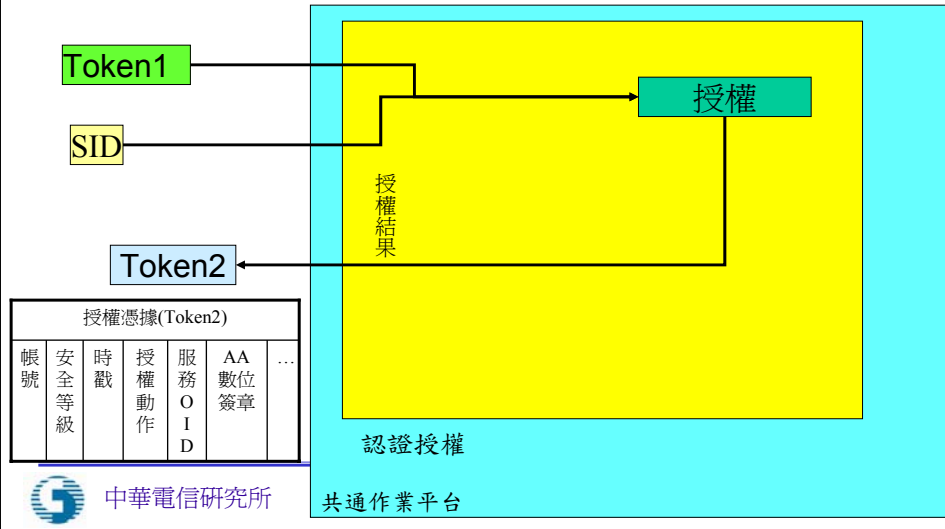 Token1
授權
SID
授權結果
Token2
授權憑據(Token2)
帳號
安全等級
時戳
授權動作
服務OID
AA
數位
簽章
…
認證授權
中華電信研究所
共通作業平台